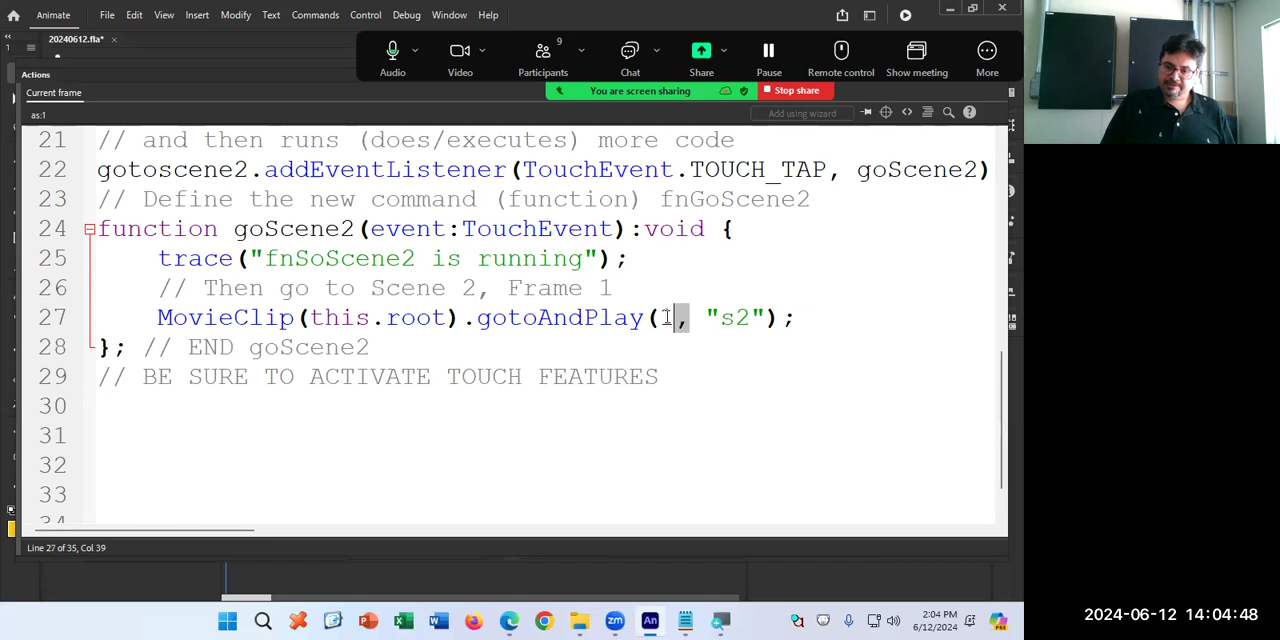 Animate File Edit View Insert Modify Text Commands Control Debug Window Help
20240612.fla* ×
9
Audio Video Participants Chat Share Pause Remote control Show meeting More
You are screen sharing Stop share
Actions
Current frame
as:1
Add using wizard
21 // and then runs (does/executes) more code
22 gotoscene2.addEventListener(TouchEvent.TOUCH_TAP, goScene2)
23 // Define the new command (function) fnGoScene2
24 function goScene2(event:TouchEvent):void {
25 trace("fnSoScene2 is running");
26 // Then go to Scene 2, Frame 1
27 MovieClip(this.root).gotoAndPlay(1, "s2");
28 }; // END goScene2
29 // BE SURE TO ACTIVATE TOUCH FEATURES
30
31
32
33
34
Line 27 of 35, Col 39
2:04 PM
6/12/2024
2024-06-12 14:04:48